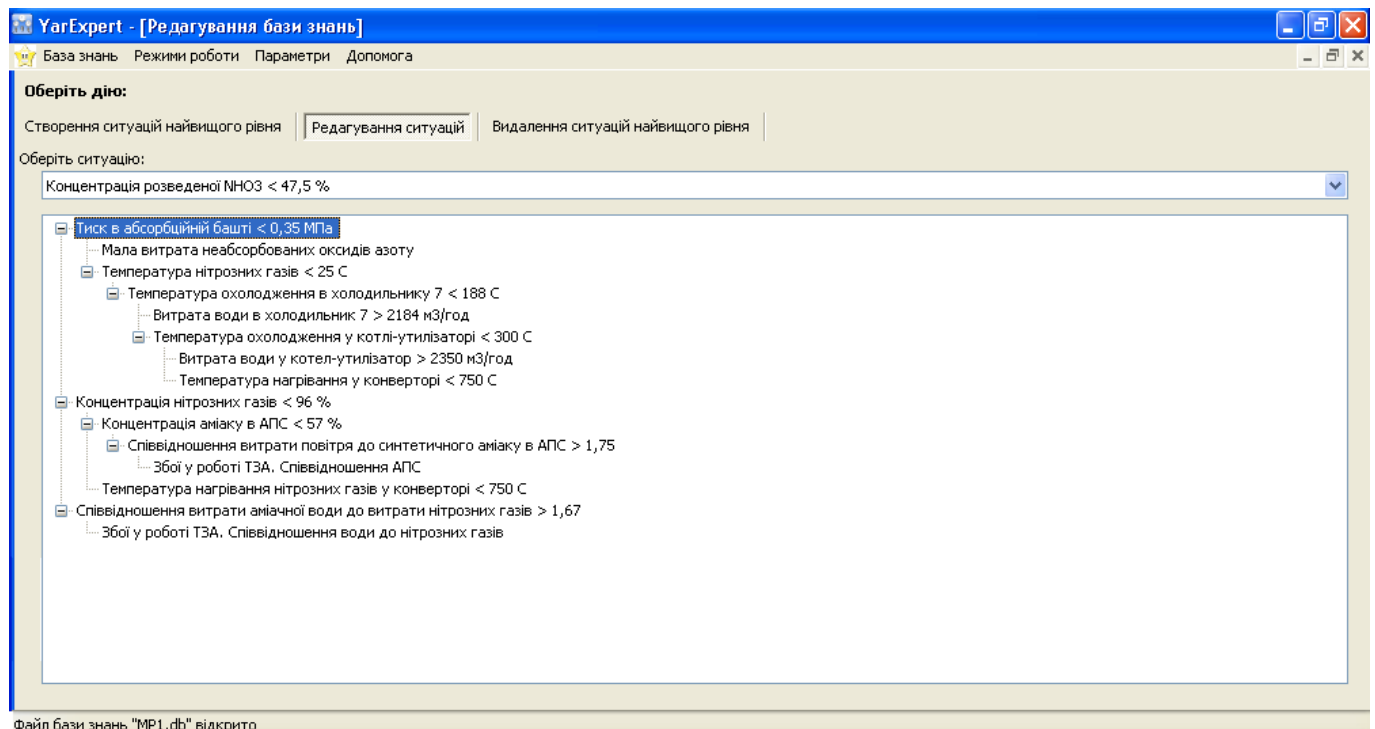 YarExpert - [Редагування бази знань]
База знань Режими роботи Параметри Допомога
Оберіть дію:
Створення ситуацій найвищого рівня Редагування ситуацій Видалення ситуацій найвищого рівня
Оберіть ситуацію:
Концентрація розведеної NHO3 < 47,5 %
Тиск в абсорбційній башті < 0,35 МПа
Мала витрата неабсорбованих оксидів азоту
Температура нітрозних газів < 25 С
Температура охолодження в холодильнику 7 < 188 С
Витрата води в холодильник 7 > 2184 м3/год
Температура охолодження у котлі-утилізаторі < 300 С
Витрата води у котел-утилізатор > 2350 м3/год
Температура нагрівання у конверторі < 750 С
Концентрація нітрозних газів < 96 %
Концентрація аміаку в АПС < 57 %
Співвідношення витрати повітря до синтетичного аміаку в АПС > 1,75
Збої у роботі ТЗА. Співвідношення АПС
Температура нагрівання нітрозних газів у конверторі < 750 С
Співвідношення витрати аміачної води до витрати нітрозних газів > 1,67
Збої у роботі ТЗА. Співвідношення води до нітрозних газів
Файл бази знань "MP1.db" відкрито